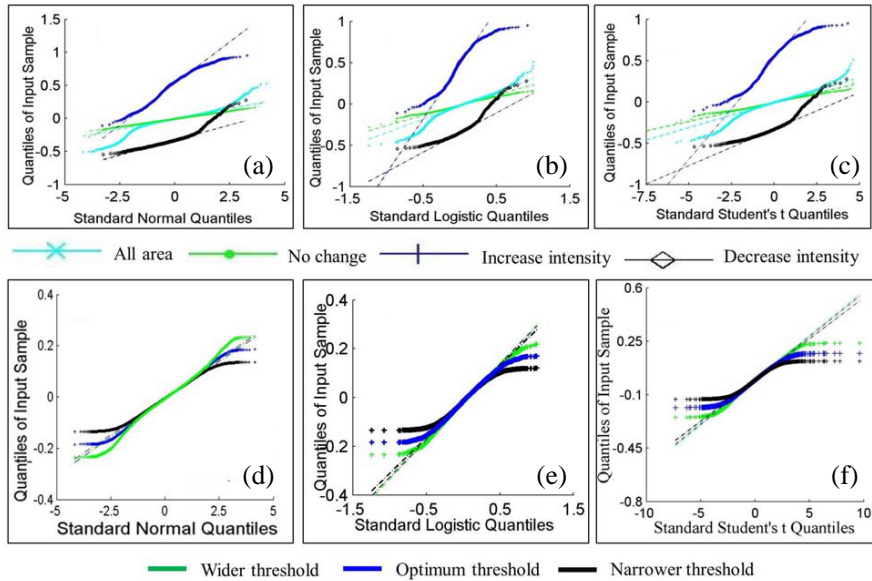 Quantiles of Input Sample
1.5
1
0.5
0
-0.5
-1
-5
-2.5
0
2.5
5
(a)
Standard Normal Quantiles
Quantiles of Input Sample
1
0.5
0
0.5
1
-1.5
-0.5
0.5
1.5
(b)
Standard Logistic Quantiles
Quantiles of Input Sample
1
0.5
0
-0.5
-1
-7.5
-5
-2.5
0
2.5
5
(c)
Standard Student's t Quantiles
All area
No change
Increase intensity
Decrease intensity
Quantiles of Input Sample
0.4
0.2
0
-0.2
-0.4
-5
-2.5
0
2.5
5
(d)
Standard Normal Quantiles
Quantiles of Input Sample
0.4
0.2
0
0.2
0.4
-1.5
-0.5
0.5
1.5
(e)
Standard Logistic Quantiles
Quantiles of Input Sample
0.6
0.25
-0.1
-0.45
-0.8
-10
-5
0
5
10
(f)
Standard Student's t Quantiles
Wider threshold
Optimum threshold
Narrower threshold